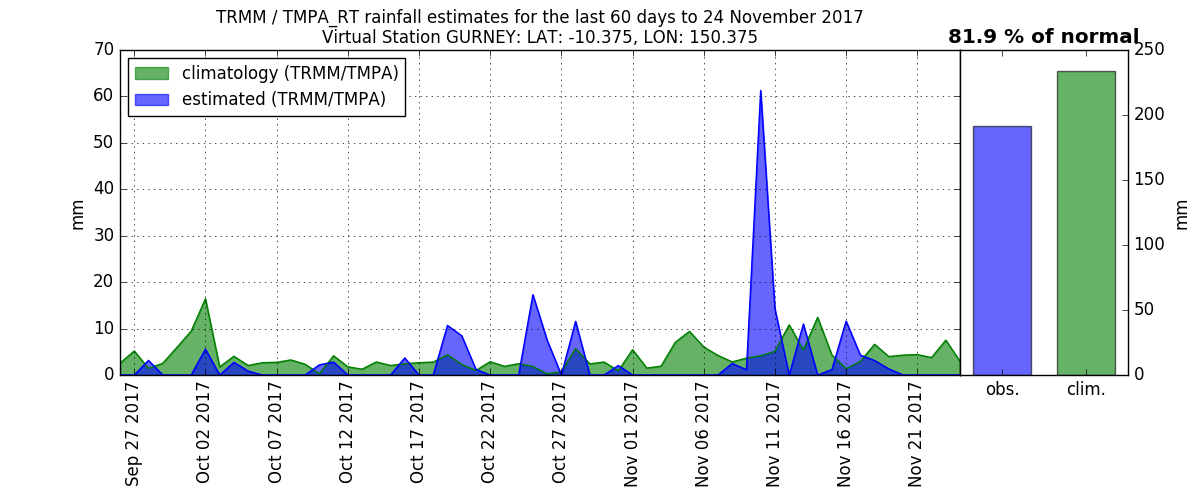 TRMM / TMPA_RT rainfall estimates for the last 60 days to 24 November 2017
Virtual Station GURNEY: LAT: -10.375, LON: 150.375
81.9 % of normal
climatology (TRMM/TMPA)
estimated (TRMM/TMPA)
70
60
50
40
30
20
10
0
mm
Sep 27 2017
Oct 02 2017
Oct 07 2017
Oct 12 2017
Oct 17 2017
Oct 22 2017
Oct 27 2017
Nov 01 2017
Nov 06 2017
Nov 11 2017
Nov 16 2017
Nov 21 2017
obs.
clim.
250
200
150
100
50
0
mm